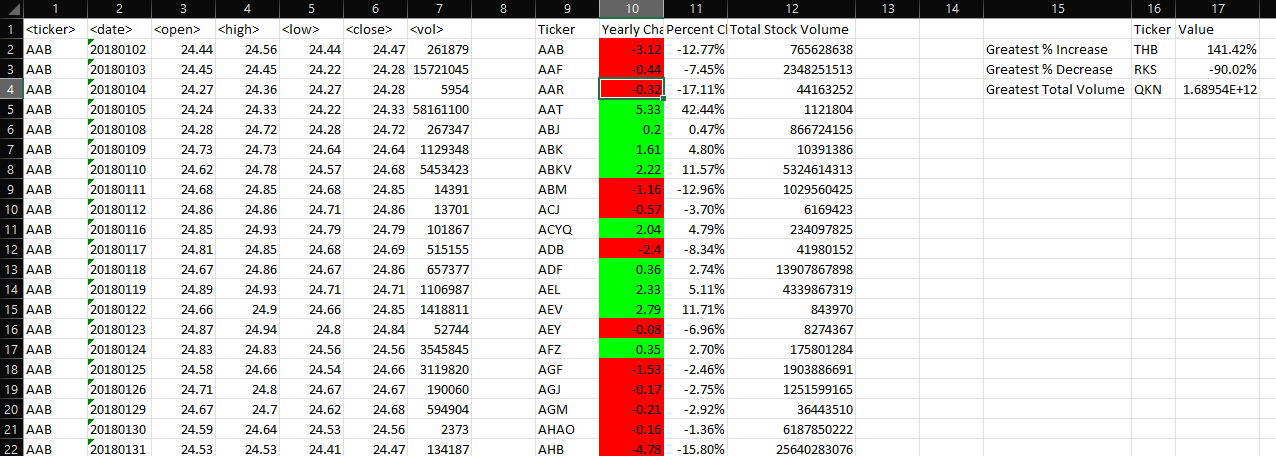 1 2 3 4 5 6 7 8 9 10 11 12 13 14 15 16 17
1 <ticker> <date> <open> <high> <low> <close> <vol> Ticker Yearly Cha Percent Cl Total Stock Volume Ticker Value
2 AAB 20180102 24.44 24.56 24.44 24.47 261879 AAB -3.12 -12.77% 765628638 Greatest % Increase THB 141.42%
3 AAB 20180103 24.45 24.45 24.22 24.28 15721045 AAF -0.44 -7.45% 2348251513 Greatest % Decrease RKS -90.02%
4 AAB 20180104 24.27 24.36 24.27 24.28 5954 AAR -0.32 -17.11% 44163252 Greatest Total Volume QKN 1.68954E+12
5 AAB 20180105 24.24 24.33 24.22 24.33 58161100 AAT 5.33 42.44% 1121804
6 AAB 20180108 24.28 24.72 24.28 24.72 267347 ABJ 0.2 0.47% 866724156
7 AAB 20180109 24.73 24.73 24.64 24.64 1129348 ABK 1.61 4.80% 10391386
8 AAB 20180110 24.62 24.78 24.57 24.68 5453423 ABKV 2.22 11.57% 5324614313
9 AAB 20180111 24.68 24.85 24.68 24.85 14391 ABM -1.16 -12.96% 1029560425
10 AAB 20180112 24.86 24.86 24.71 24.86 13701 ACJ -0.57 -3.70% 6169423
11 AAB 20180116 24.85 24.93 24.79 24.79 101867 ACYQ 2.04 4.79% 234097825
12 AAB 20180117 24.81 24.85 24.68 24.69 515155 ADB -2.4 -8.34% 41980152
13 AAB 20180118 24.67 24.86 24.67 24.86 657377 ADF 0.36 2.74% 13907867898
14 AAB 20180119 24.89 24.93 24.71 24.71 1106987 AEL 2.33 5.11% 4339867319
15 AAB 20180122 24.66 24.9 24.66 24.85 1418811 AEV 2.79 11.71% 843970
16 AAB 20180123 24.87 24.94 24.8 24.84 52744 AEY -0.08 -6.96% 8274367
17 AAB 20180124 24.83 24.83 24.56 24.56 3545845 AFZ 0.35 2.70% 175801284
18 AAB 20180125 24.58 24.66 24.54 24.66 3119820 AGF -1.53 -2.46% 1903886691
19 AAB 20180126 24.71 24.8 24.67 24.67 190060 AGJ -0.17 -2.75% 1251599165
20 AAB 20180129 24.67 24.7 24.62 24.68 594904 AGM -0.21 -2.92% 36443510
21 AAB 20180130 24.59 24.64 24.53 24.56 2373 AHAO -0.16 -1.36% 6187850222
22 AAB 20180131 24.53 24.53 24.41 24.47 134187 AHB -4.78 -15.80% 25640283076